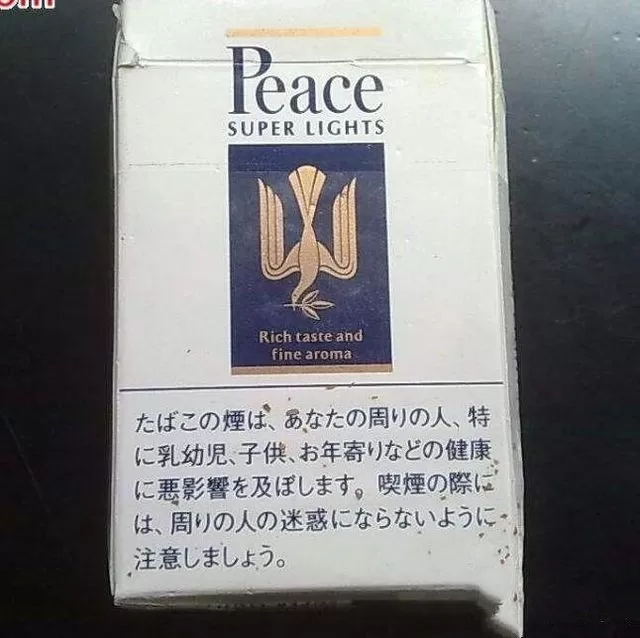 Peace
SUPER LIGHTS
Rich taste and
fine aroma
たばこの煙は、あなたの周りの人、特
に乳幼児、子供、お年寄りなどの健康
に悪影響を及ぼします。喫煙の際に
は、周りの人の迷惑にならないように
注意しましょう。